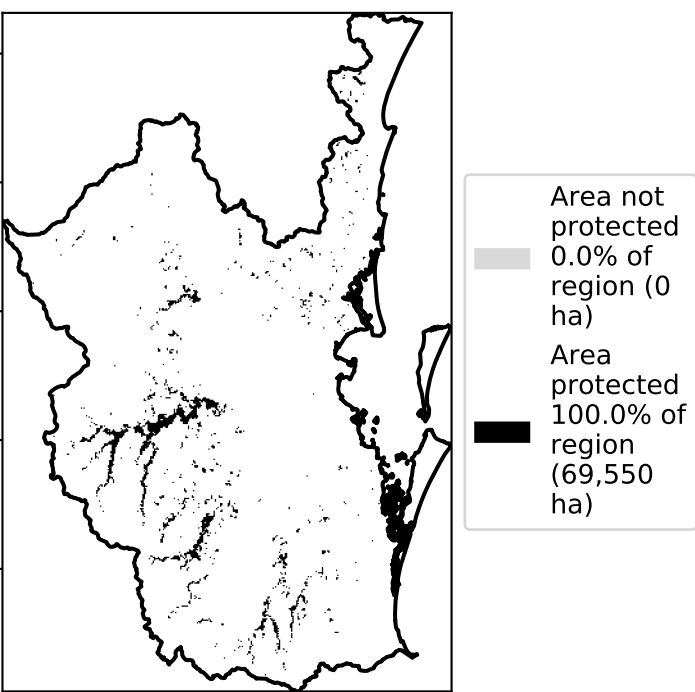 Area not
protected
0.0% of
region (0
ha)
Area
protected
100.0% of
region
(69,550
ha)